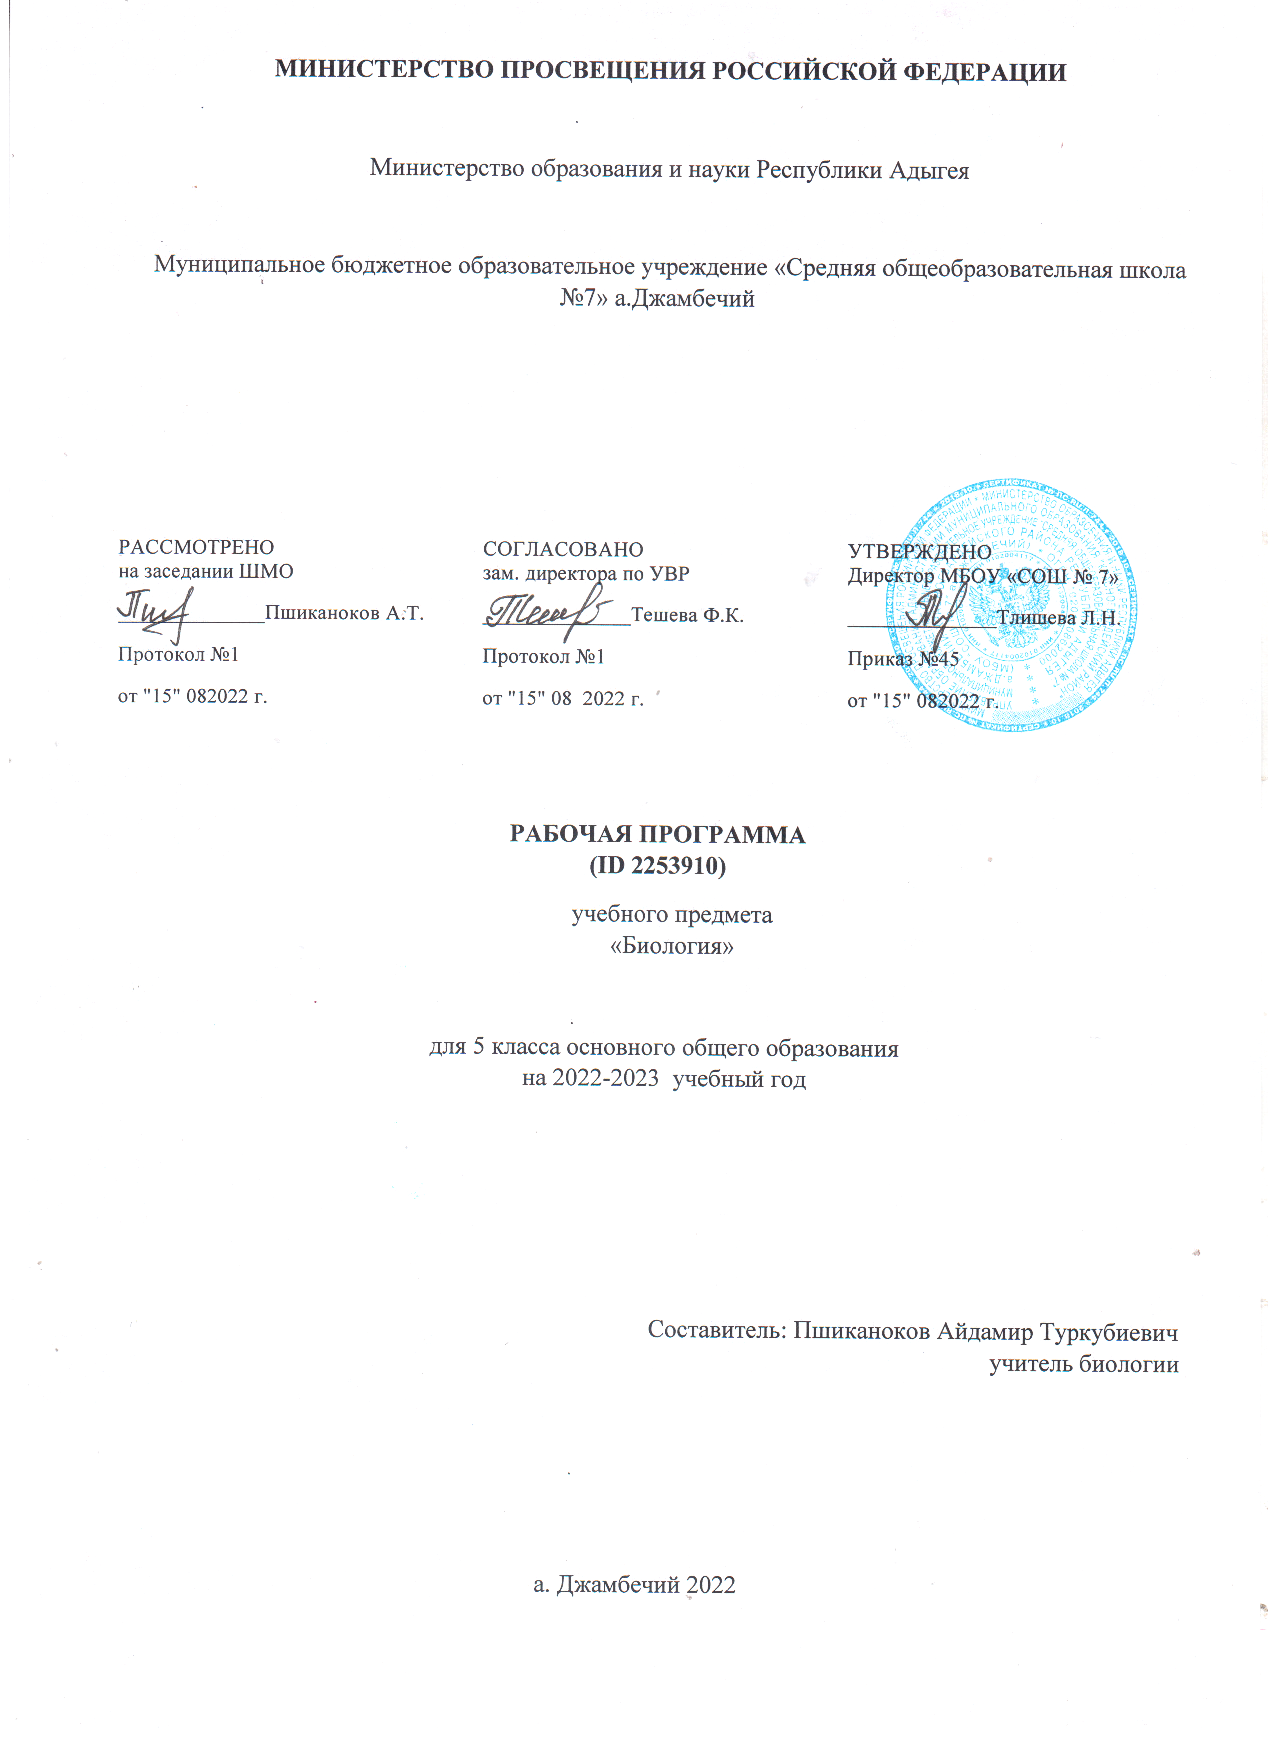 МИНИСТЕРСТВО ПРОСВЕЩЕНИЯ РОССИЙСКОЙ ФЕДЕРАЦИИ
Министерство образования и науки Республики Адыгея
Муниципальное бюджетное образовательное учреждение «Средняя общеобразовательная школа
№7» а.Джамбечий
РАССМОТРЕНО
на заседании ШМО
Пшиканоков А.Т.
Протокол №1
от "15" 082022 г.
СОГЛАСОВАНО
зам. директора по УВР
Тешева Ф.К.
Протокол №1
от "15" 08 2022 г.
УТВЕРЖДЕНО
Директор МБОУ «СОШ № 7»
Тлишева Л.Н.
Приказ №45
от "15" 082022 г.
РАБОЧАЯ ПРОГРАММА
(ID 2253910)
учебного предмета
«Биология»
для 5 класса основного общего образования
на 2022-2023 учебный год
Составитель: Пшиканоков Айдамир Туркубиевич
учитель биологии
а. Джамбечий 2022